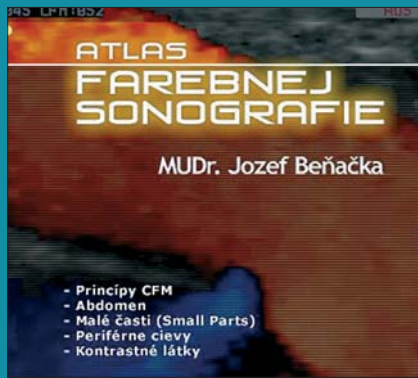 ATLAS
FAREBNEJ
SONOGRAFIE
MUDr. Jozef Beňačka
- Princípy CFM
- Abdomen
- Malé časti (Small Parts)
- Periférne cievy
- Kontrastné látky